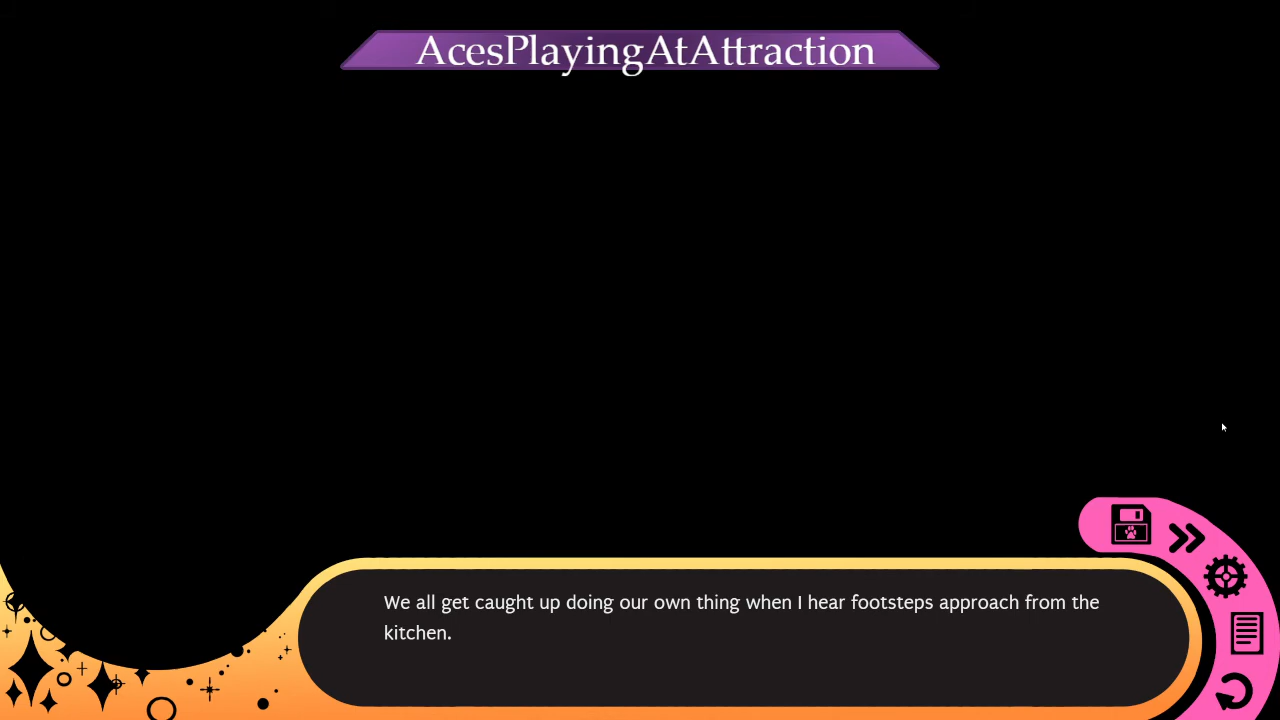 AcesPlayingAtAttraction
We all get caught up doing our own thing when I hear footsteps approach from the
kitchen.